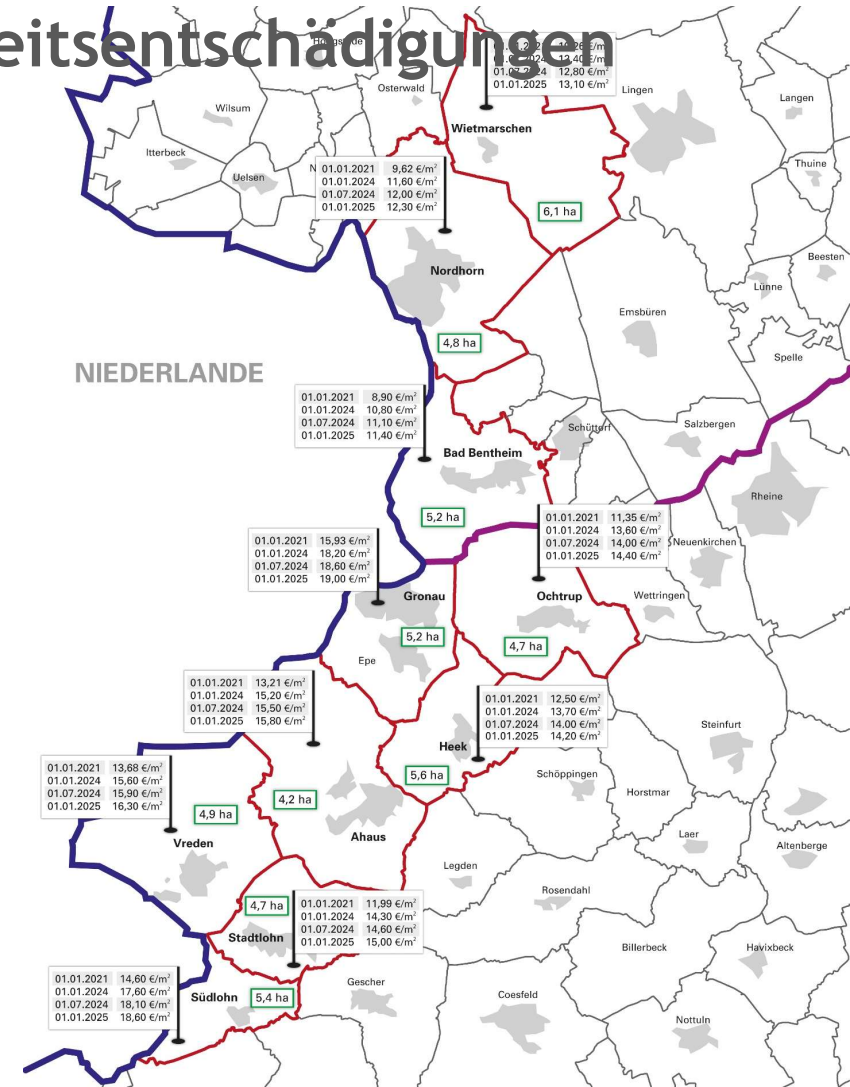 eitsentschädigungen
Osterwald
Lingen
01.07.2024 12,80 €/m²
01.01.2025 13,10 €/m²
Langen
Wilsum
Wietmarschen
Itterbeck
Uelsen
Thuine
01.01.2021 9,62 €/m²
01.01.2024 11,60 €/m²
01.07.2024 12,00 €/m²
01.01.2025 12,30 €/m²
6,1 ha
Nordhorn
Beesten
Lünne
Emsbüren
4,8 ha
Spelle
NIEDERLANDE
01.01.2021 8,90 €/m²
01.01.2024 10,80 €/m²
01.07.2024 11,10 €/m²
01.01.2025 11,40 €/m²
Schüttorf
Salzbergen
Bad Bentheim
Rheine
5,2 ha
01.01.2021 11,35 €/m²
01.01.2024 13,60 €/m²
01.07.2024 14,00 €/m²
01.01.2025 14,40 €/m²
01.01.2021 15,93 €/m²
01.01.2024 18,20 €/m²
01.07.2024 18,60 €/m²
01.01.2025 19,00 €/m²
Neuenkirchen
Gronau
Ochtrup
Wettringen
5,2 ha
4,7 ha
Epe
01.01.2021 13,21 €/m²
01.01.2024 15,20 €/m²
01.07.2024 15,50 €/m²
01.01.2025 15,80 €/m²
01.01.2021 12,50 €/m²
01.01.2024 13,70 €/m²
01.07.2024 14,00 €/m²
01.01.2025 14,20 €/m²
Steinfurt
Heek
5,6 ha
Schöppingen
Horstmar
01.01.2021 13,68 €/m²
01.01.2024 15,60 €/m²
01.07.2024 15,90 €/m²
01.01.2025 16,30 €/m²
4,9 ha
4,2 ha
Vreden
Ahaus
Laer
Altenberge
Legden
Rosendahl
4,7 ha
01.01.2021 11,99 €/m²
01.01.2024 14,30 €/m²
01.07.2024 14,60 €/m²
01.01.2025 15,00 €/m²
Stadtlohn
Billerbeck
Havixbeck
01.01.2021 14,60 €/m²
01.01.2024 17,60 €/m²
01.07.2024 18,10 €/m²
01.01.2025 18,60 €/m²
Südlohn
5,4 ha
Gescher
Coesfeld
Nottuln